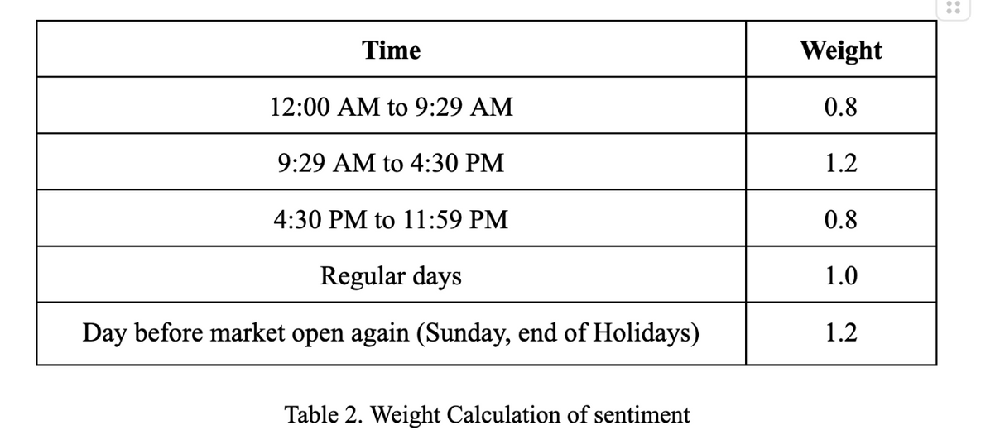 Time Weight
12:00 AM to 9:29 AM 0.8
9:29 AM to 4:30 PM 1.2
4:30 PM to 11:59 PM 0.8
Regular days 1.0
Day before market open again (Sunday, end of Holidays) 1.2
Table 2. Weight Calculation of sentiment